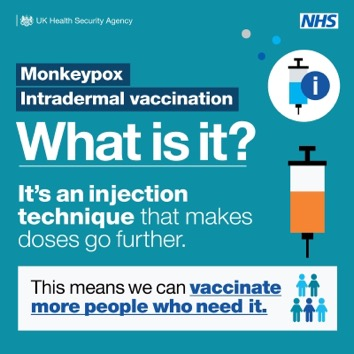 UK Health Security Agency
NHS
Monkeypox
Intradermal vaccination
What is it?
It's an injection
technique that makes
doses go further.
i
This means we can vaccinate
more people who need it.